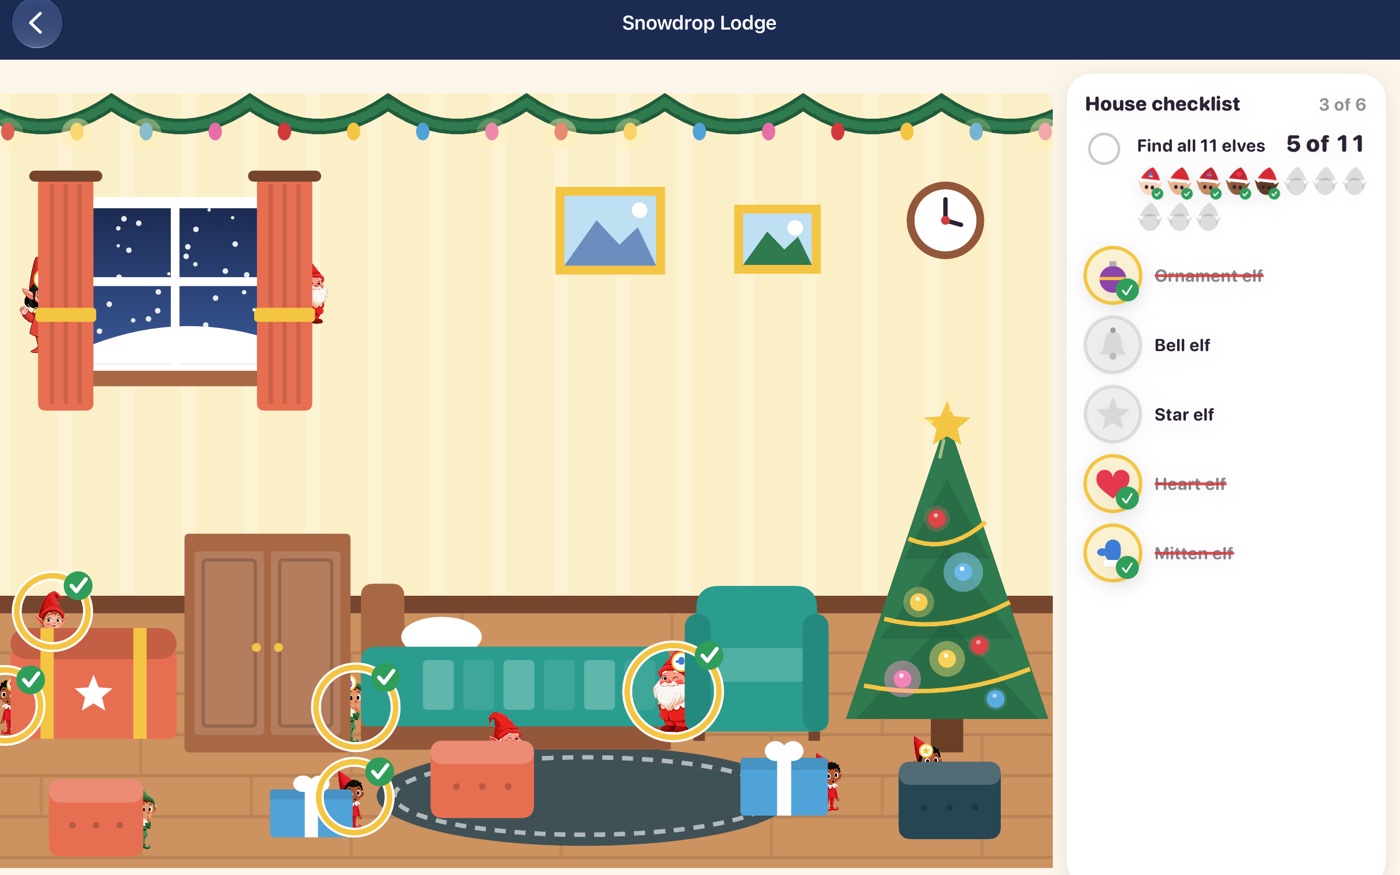 Snowdrop Lodge
House checklist 3 of 6
Find all 11 elves 5 of 11
Ornament elf
Bell elf
Star elf
Heart elf
Mitten elf